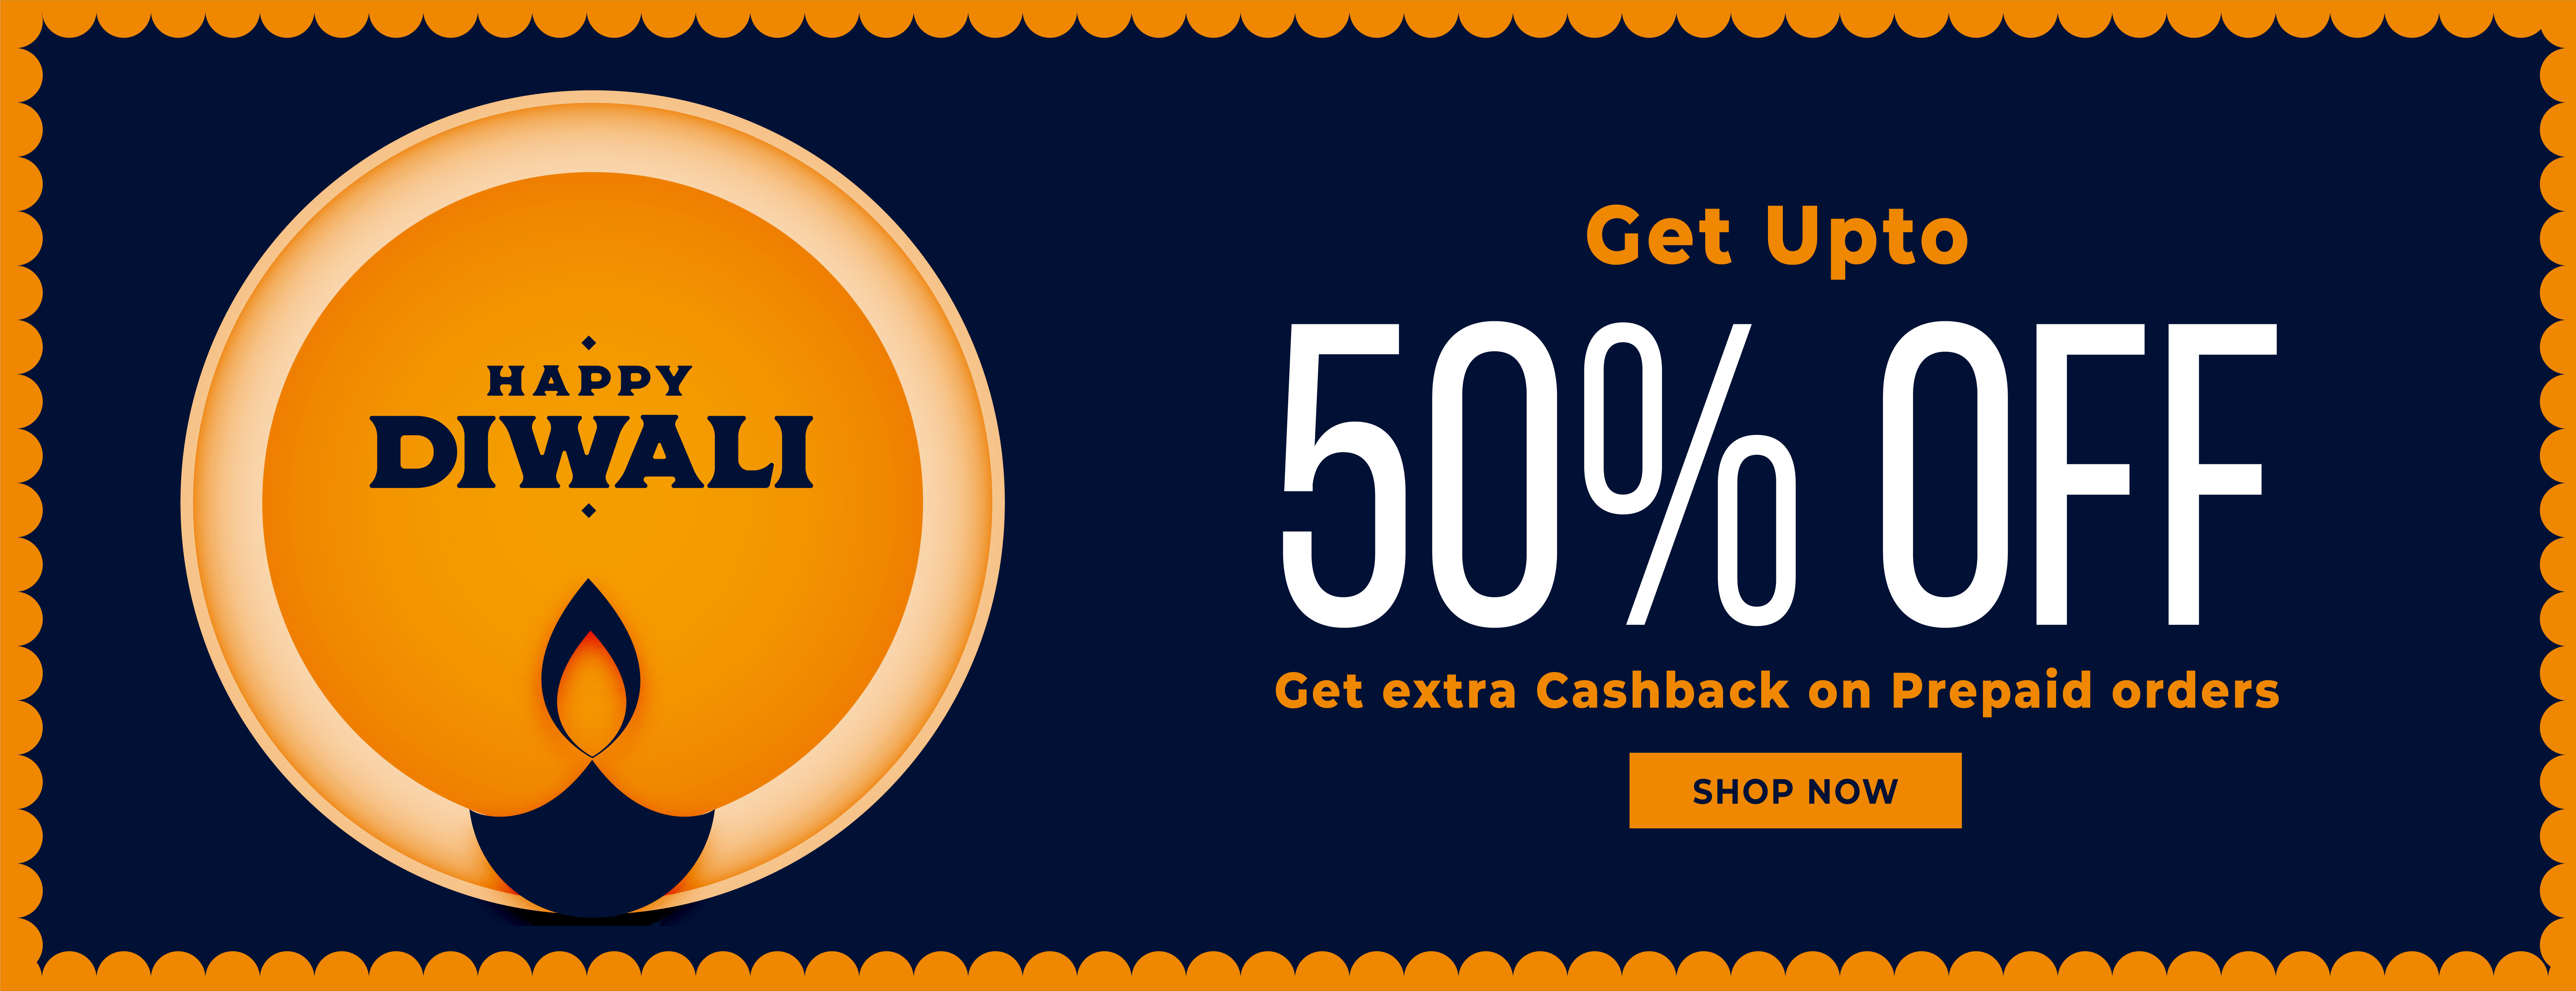 HAPPY
DIWALI
Get Upto
50% OFF
Get extra Cashback on Prepaid orders
SHOP NOW